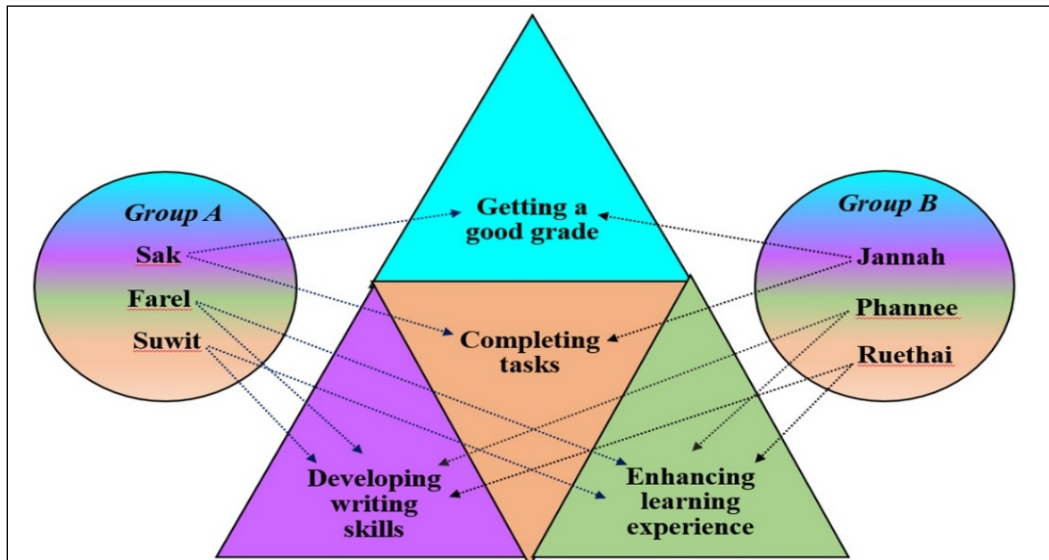 Group A
Sak
Farel
Suwit
Getting a
good grade
Completing
tasks
Developing
writing
skills
Enhancing
learning
experience
Group B
Jannah
Phannee
Ruethai